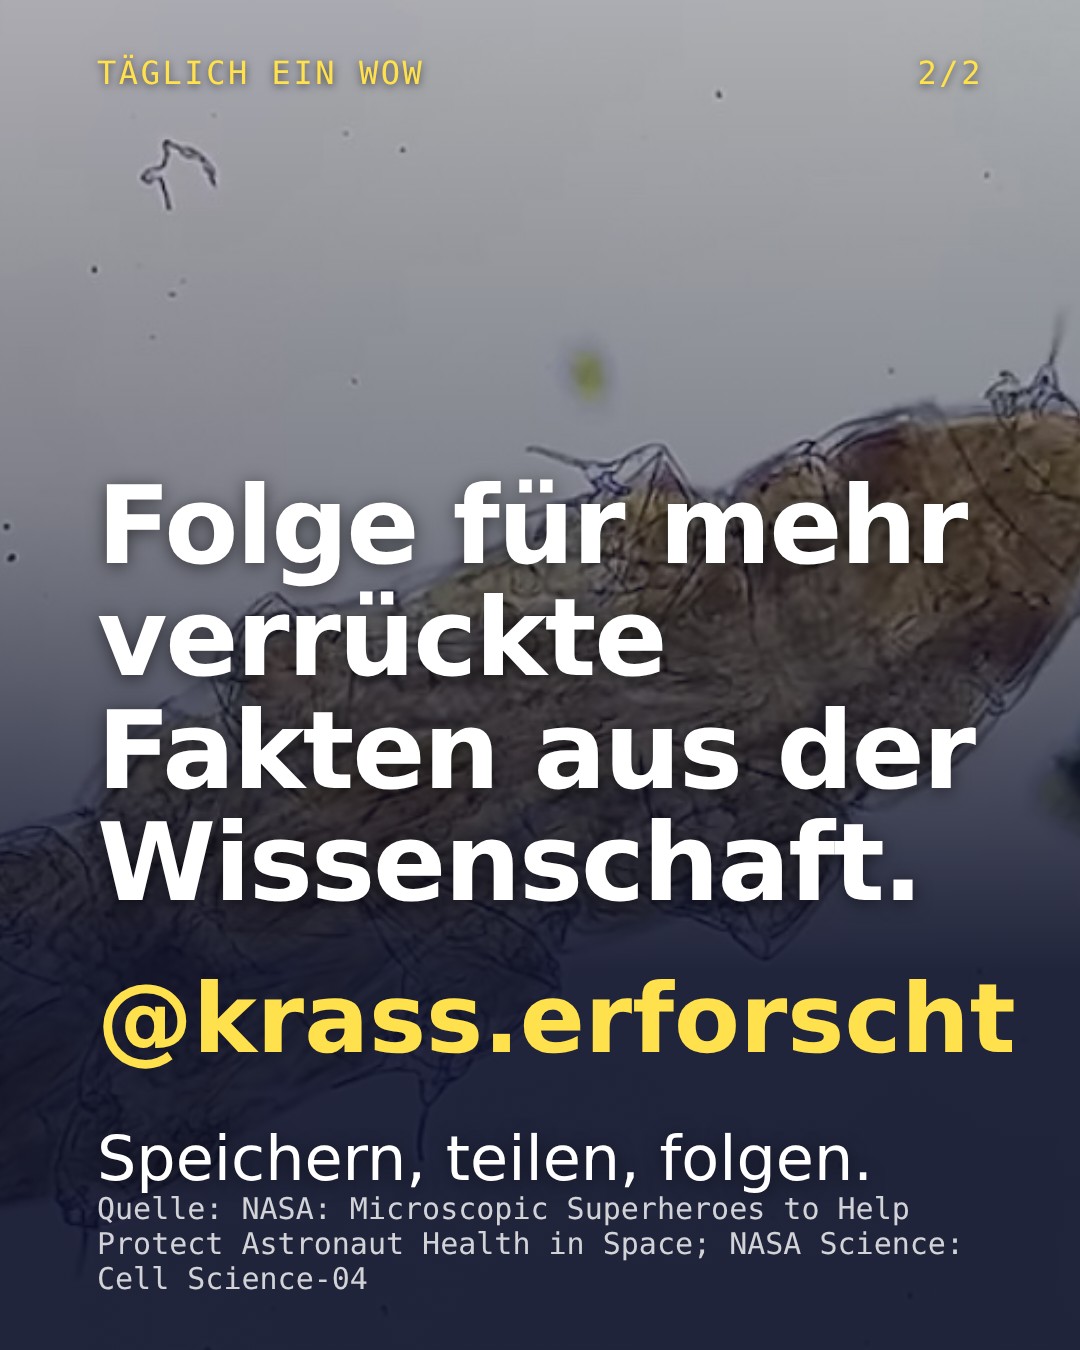 TÄGLICH EIN WOW
2/2
Folge für mehr
verrückte
Fakten aus der
Wissenschaft.
@krass.erforscht
Speichern, teilen, folgen.
Quelle: NASA: Microscopic Superheroes to Help
Protect Astronaut Health in Space; NASA Science:
Cell Science-04